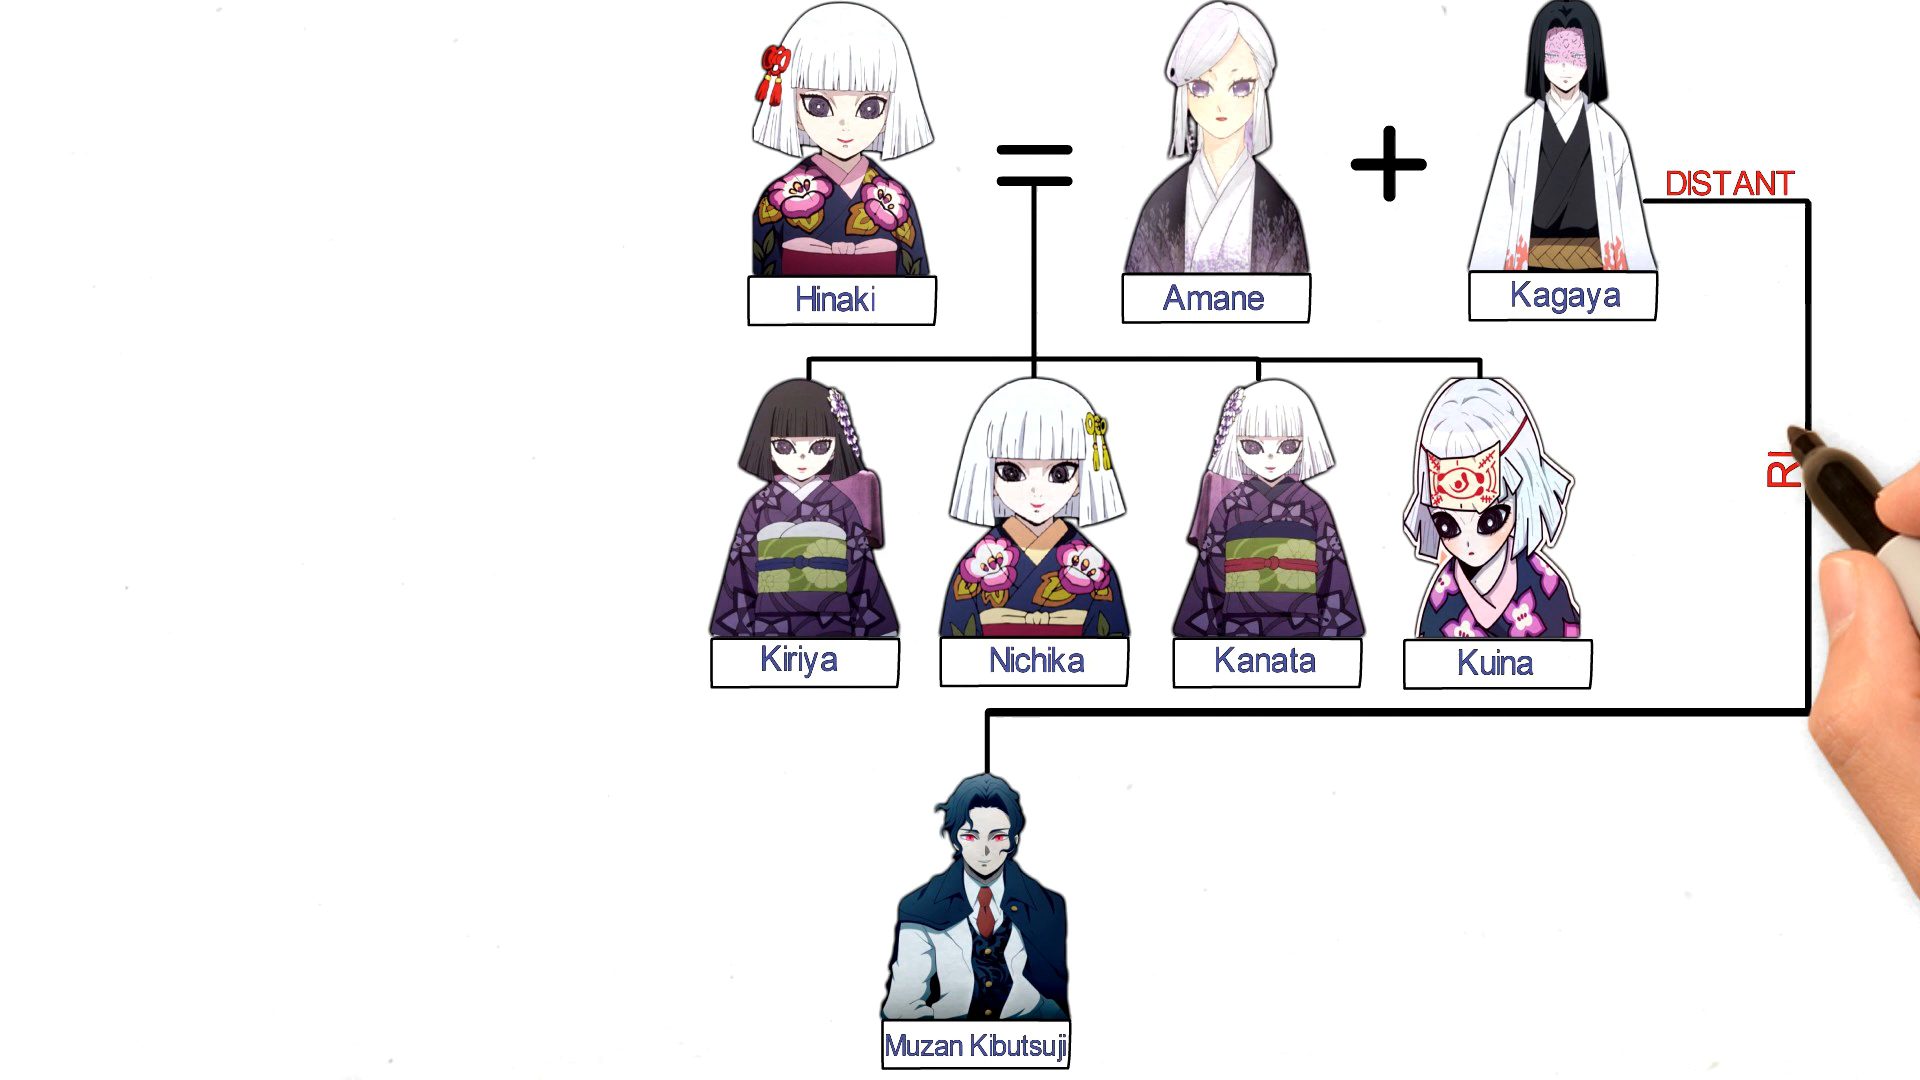 DISTANT
Hinaki
Amane
Kagaya
Kiriya
Nichika
Kanata
Kuina
Muzan Kibutsuji